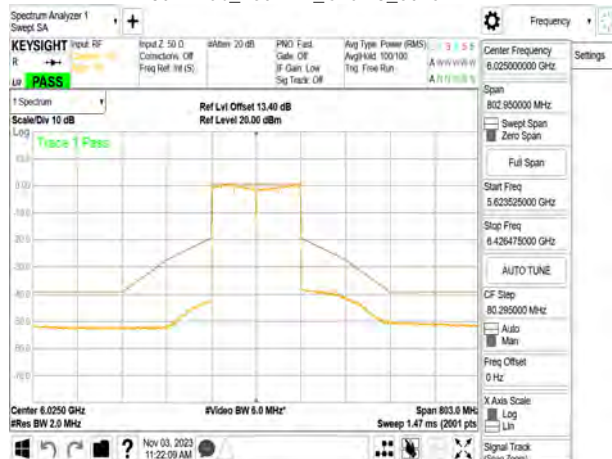 Spectrum Analyzer 1
Swept SA
Frequency
Settings
KEYSIGHT
Input: RF
Input Z: 50 Ω
Corrections: Off
Freq Ref: Int (S)
#Atten: 20 dB
PNO: Fast
Gate: Off
IF Gain: Low
Sig Track: Off
Avg Type: Power (RMS)
Avg|Hold: 100/100
Trig: Free Run
R
PASS
1 Spectrum
Scale/Div 10 dB
Ref Lvl Offset 13.40 dB
Ref Level 20.00 dBm
Log
Trace 1 Pass
10.0
0.00
Center 6.0250 GHz
#Res BW 2.0 MHz
#Video BW 6.0 MHz*
Span 803.0 MHz
Sweep 1.47 ms (2001 pts
Nov 03, 2023
11:22:09 AM
Center Frequency
6.025000000 GHz
Span
802.950000 MHz
Swept Span
Zero Span
Full Span
Start Freq
5.623525000 GHz
Stop Freq
6.426475000 GHz
AUTO TUNE
CF Step
80.295000 MHz
Auto
Man
Freq Offset
0 Hz
X Axis Scale
Log
Lin
Signal Track
(Span Zoom)